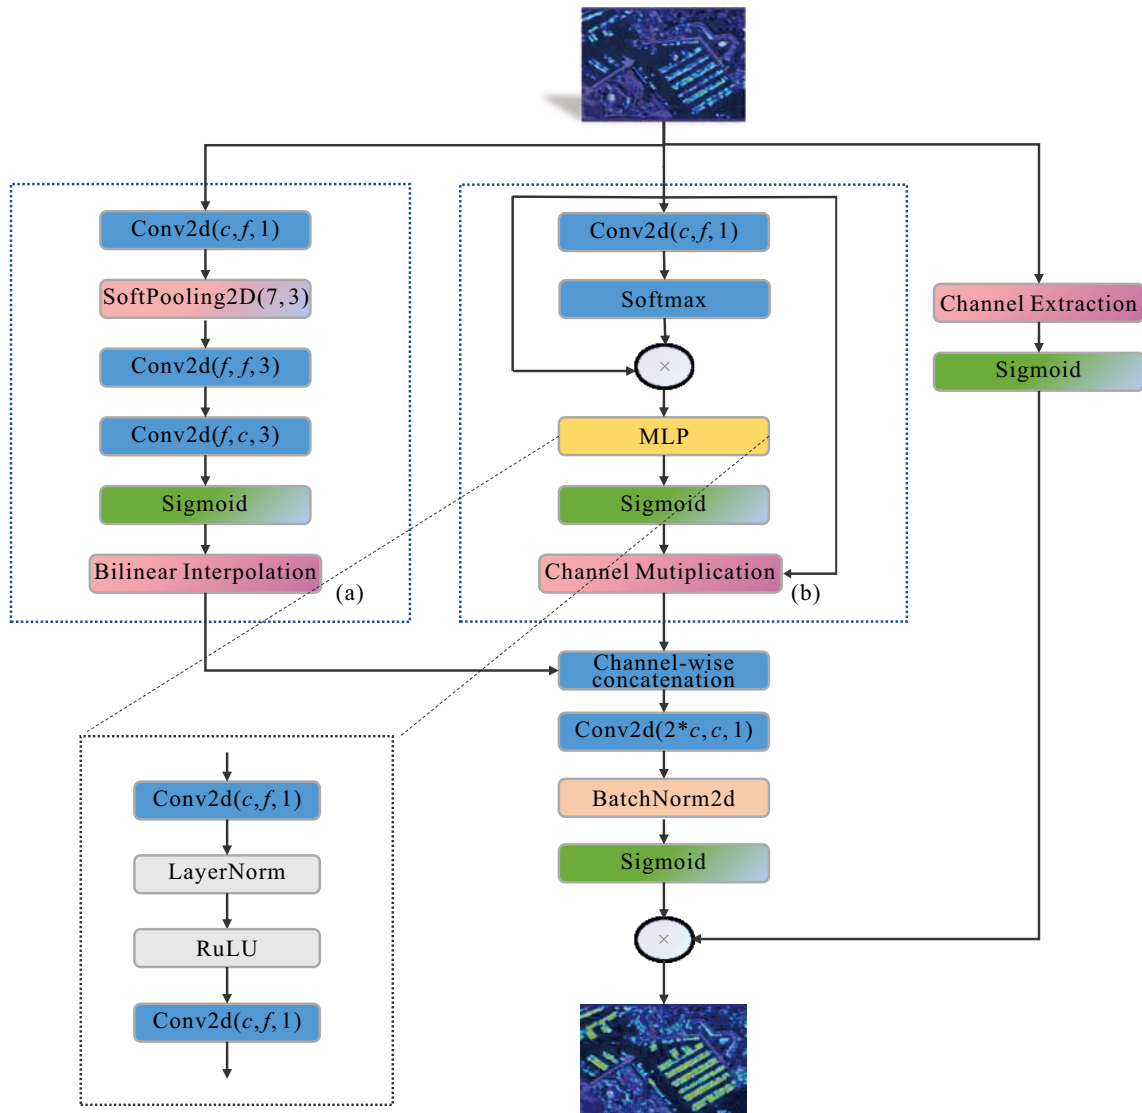 Conv2d(c,f,1)
SoftPooling2D(7,3)
Conv2d(f,f,3)
Conv2d(f,c,3)
Sigmoid
Bilinear Interpolation
(a)
Conv2d(c,f,1)
Softmax
×
MLP
Sigmoid
Channel Mutiplication
(b)
Channel Extraction
Sigmoid
Channel-wise
concatenation
Conv2d(2*c,c,1)
BatchNorm2d
Sigmoid
×
Conv2d(c,f,1)
LayerNorm
RuLU
Conv2d(c,f,1)